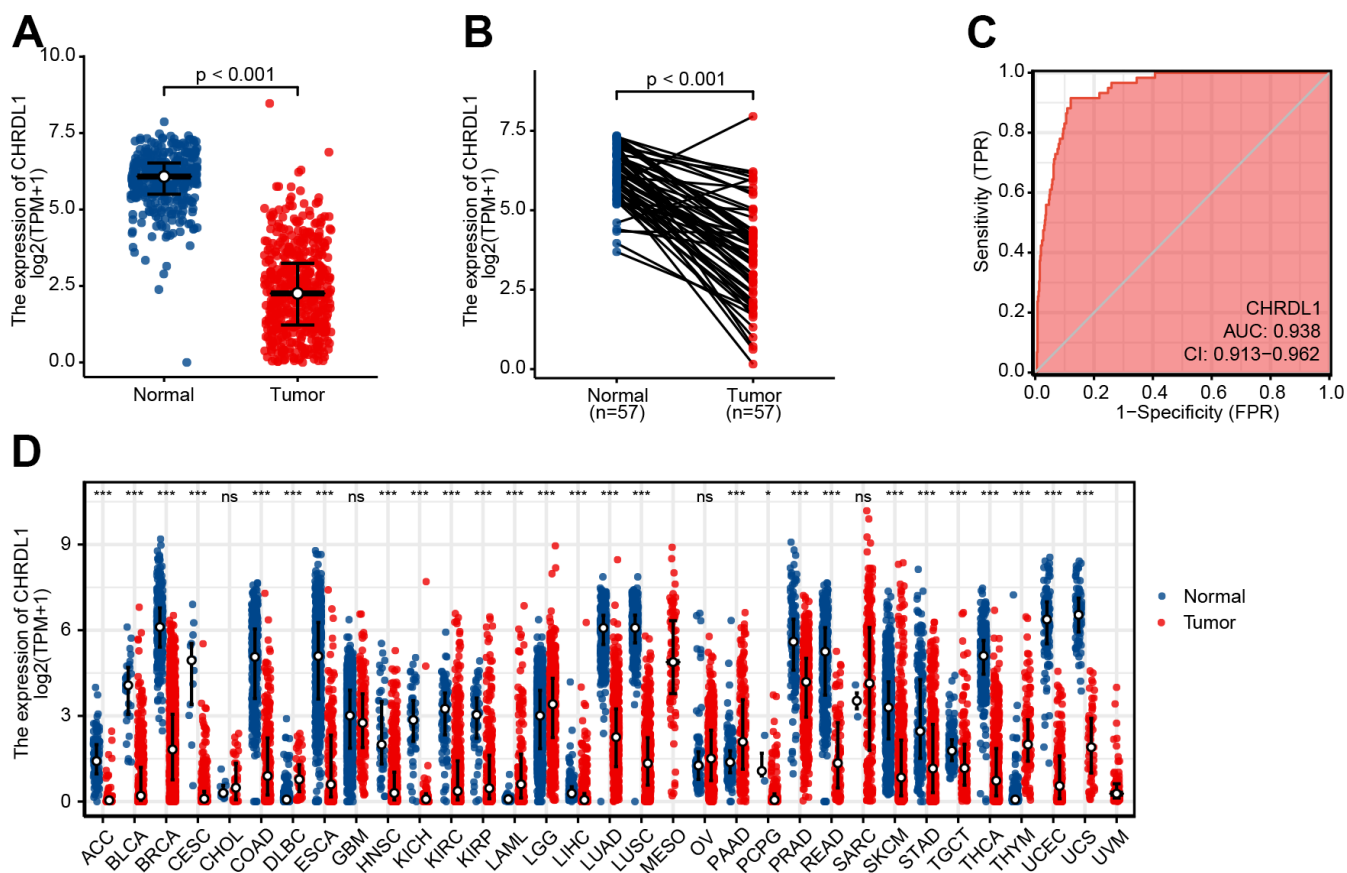 A
The expression of CHRDL1
log2(TPM+1)
10.0
7.5
5.0
2.5
0.0
p < 0.001
Normal
Tumor
B
The expression of CHRDL1
log2(TPM+1)
7.5
5.0
2.5
0.0
p < 0.001
Normal
(n=57)
Tumor
(n=57)
C
Sensitivity (TPR)
1.0
0.8
0.6
0.4
0.2
0.0
CHRDL1
AUC: 0.938
CI: 0.913−0.962
0.0 0.2 0.4 0.6 0.8 1.0
1−Specificity (FPR)
D
The expression of CHRDL1
log2(TPM+1)
9
6
3
0
*** *** *** *** ns *** *** *** ns *** *** *** *** *** *** *** *** *** ns *** * *** *** ns *** *** *** *** *** *** ***
ACC BLCA BRCA CESC CHOL COAD DLBC ESCA GBM HNSC KICH KIRC KIRP LAML LGG LIHC LUAD LUSC MESO OV PAAD PCPG PRAD READ SARC SKCM STAD TGCT THCA THYM UCEC UCS UVM
Normal
Tumor